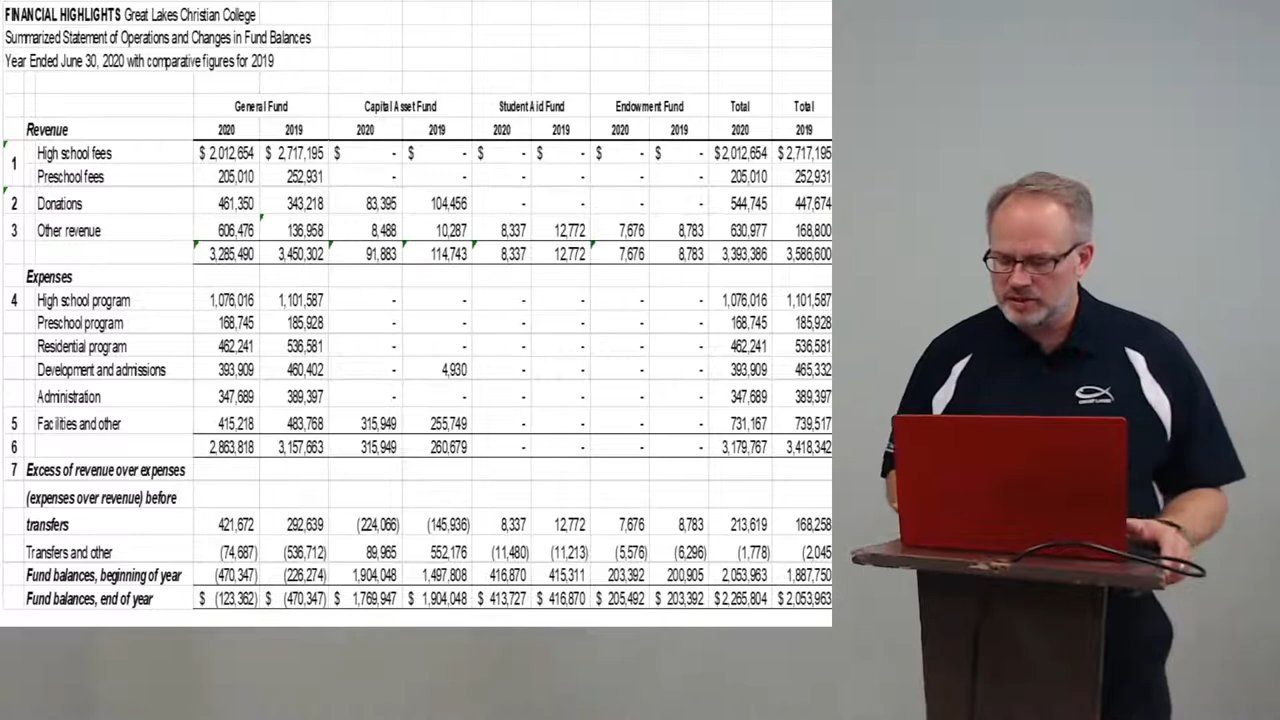 FINANCIAL HIGHLIGHTS Great Lakes Christian College
Summarized Statement of Operations and Changes in Fund Balances
Year Ended June 30, 2020 with comparative figures for 2019
General Fund Capital Asset Fund Student Aid Fund Endowment Fund Total Total
Revenue 2020 2019 2020 2019 2020 2019 2020 2019 2020 2019
1 High school fees $ 2,012,654 $ 2,717,195 $ - $ - $ - $ - $ - $ - $2,012,654 $2,717,195
Preschool fees 205,010 252,931 - - - - - - 205,010 252,931
2 Donations 461,350 343,218 83,395 104,456 - - - - 544,745 447,674
3 Other revenue 606,476 136,958 8,488 10,287 8,337 12,772 7,676 8,783 630,977 168,800
3,285,490 3,450,302 91,883 114,743 8,337 12,772 7,676 8,783 3,393,386 3,586,600
Expenses
4 High school program 1,076,016 1,101,587 - - - - - - 1,076,016 1,101,587
Preschool program 168,745 185,928 - - - - - - 168,745 185,928
Residential program 462,241 536,581 - - - - - - 462,241 536,581
Development and admissions 393,909 460,402 - 4,930 - - - - 393,909 465,332
Administration 347,689 389,397 - - - - - - 347,689 389,397
5 Facilities and other 415,218 483,768 315,949 255,749 - - - - 731,167 739,517
6 2,863,818 3,157,663 315,949 260,679 - - - - 3,179,767 3,418,342
7 Excess of revenue over expenses
(expenses over revenue) before
transfers 421,672 292,639 (224,066) (145,936) 8,337 12,772 7,676 8,783 213,619 168,258
Transfers and other (74,687) (536,712) 89,965 552,176 (11,480) (11,213) (5,576) (6,296) (1,778) (2,045
Fund balances, beginning of year (470,347) (226,274) 1,904,048 1,497,808 416,870 415,311 203,392 200,905 2,053,963 1,887,750
Fund balances, end of year $ (123,362) $ (470,347) $ 1,769,947 $ 1,904,048 $ 413,727 $ 416,870 $ 205,492 $ 203,392 $2,265,804 $2,053,963
GREAT LAKES